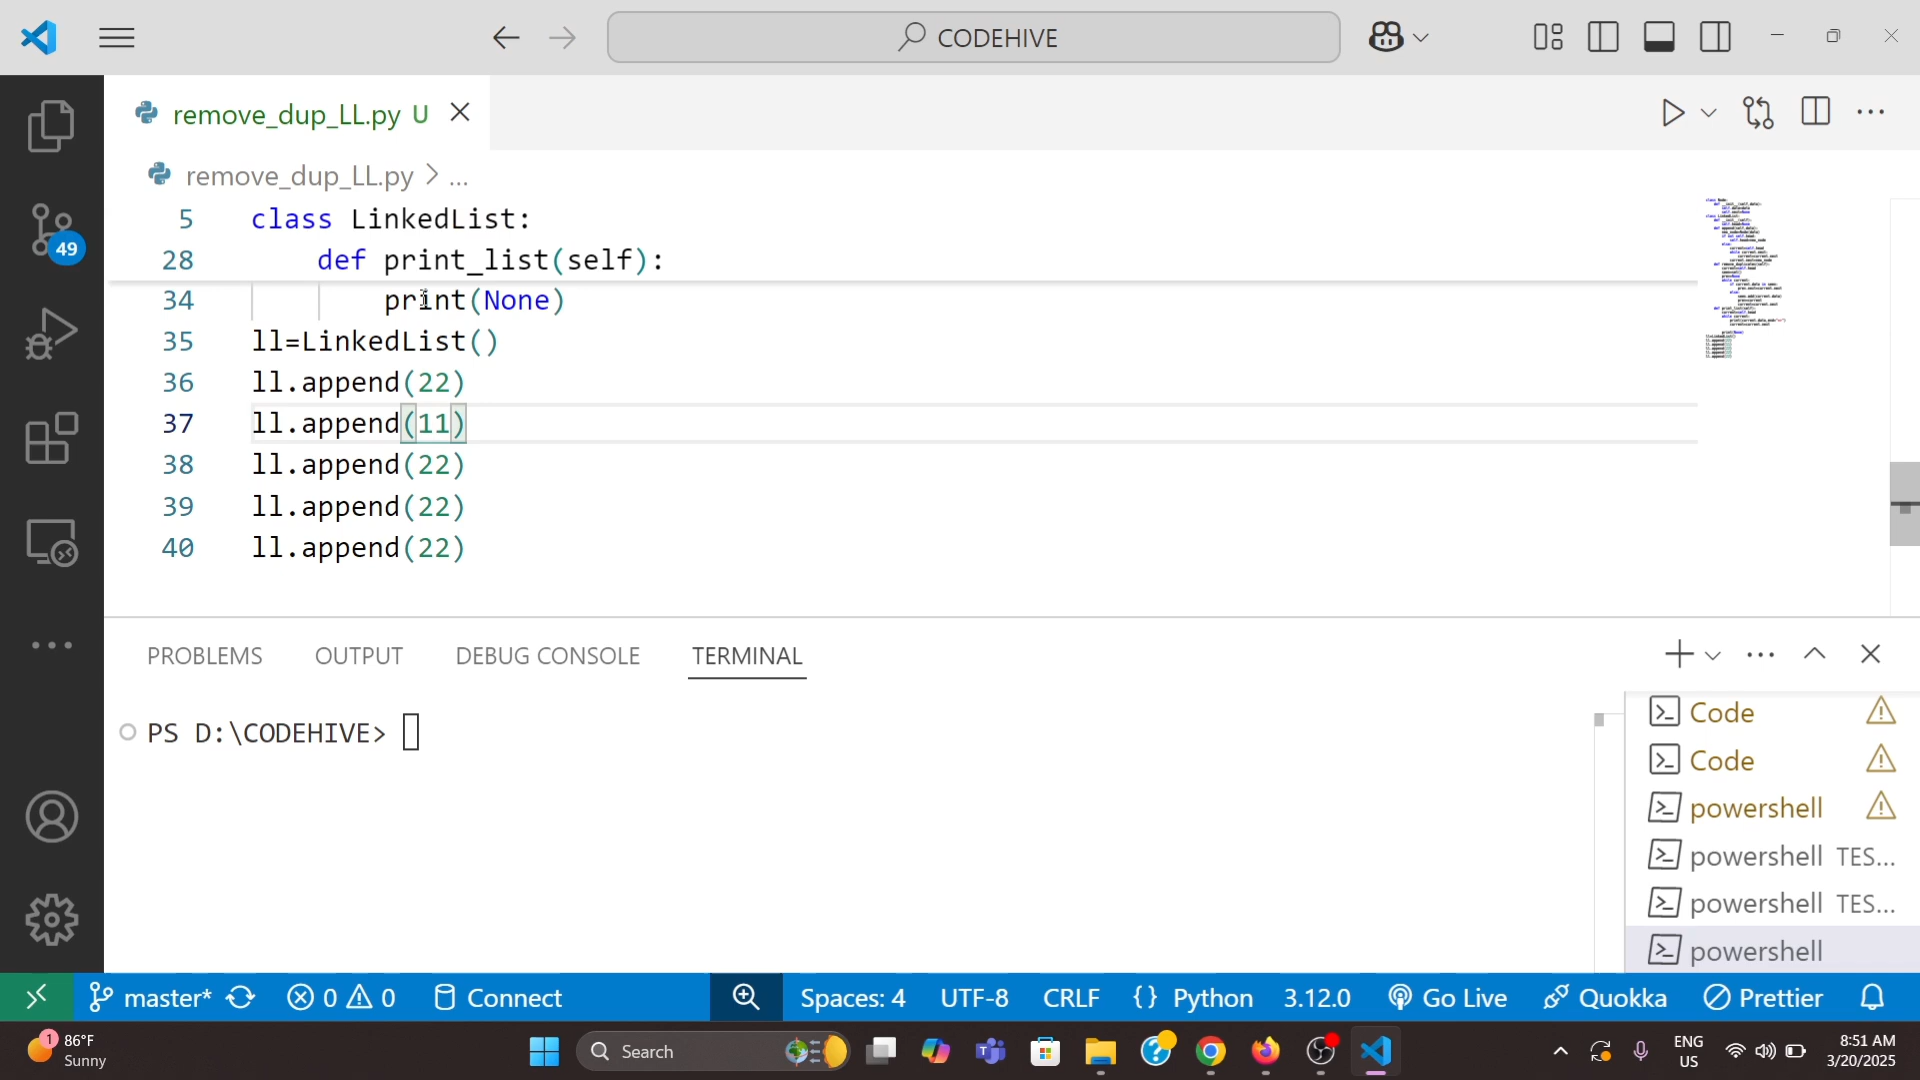 CODEHIVE
remove_dup_LL.py U
remove_dup_LL.py > ...
5 class LinkedList:
28 def print_list(self):
34 print(None)
35 ll=LinkedList()
36 ll.append(22)
37 ll.append(11)
38 ll.append(22)
39 ll.append(22)
40 ll.append(22)
49
PROBLEMS OUTPUT DEBUG CONSOLE TERMINAL
PS D:\CODEHIVE>
Code
Code
powershell
powershell TES...
powershell TES...
powershell
master* 0 0 Connect Spaces: 4 UTF-8 CRLF {} Python 3.12.0 Go Live Quokka Prettier
1 86°F
Sunny
Search
ENG
US
8:51 AM
3/20/2025